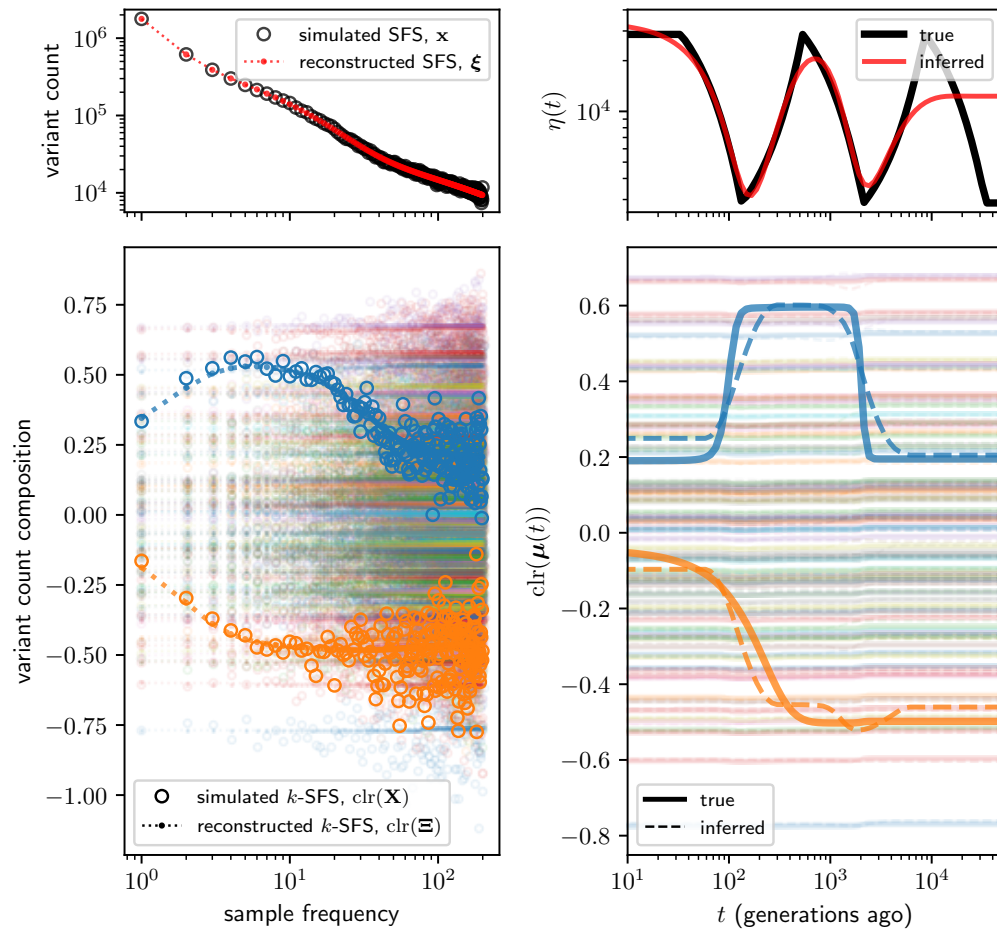 variant count
10^6
10^5
10^4
simulated SFS, x
reconstructed SFS, ξ
η(t)
10^4
true
inferred
variant count composition
0.75
0.50
0.25
0.00
−0.25
−0.50
−0.75
−1.00
simulated k-SFS, clr(X)
reconstructed k-SFS, clr(Ξ)
10^0
10^1
10^2
sample frequency
clr(μ(t))
0.6
0.4
0.2
0.0
−0.2
−0.4
−0.6
−0.8
true
inferred
10^1
10^2
10^3
10^4
t (generations ago)